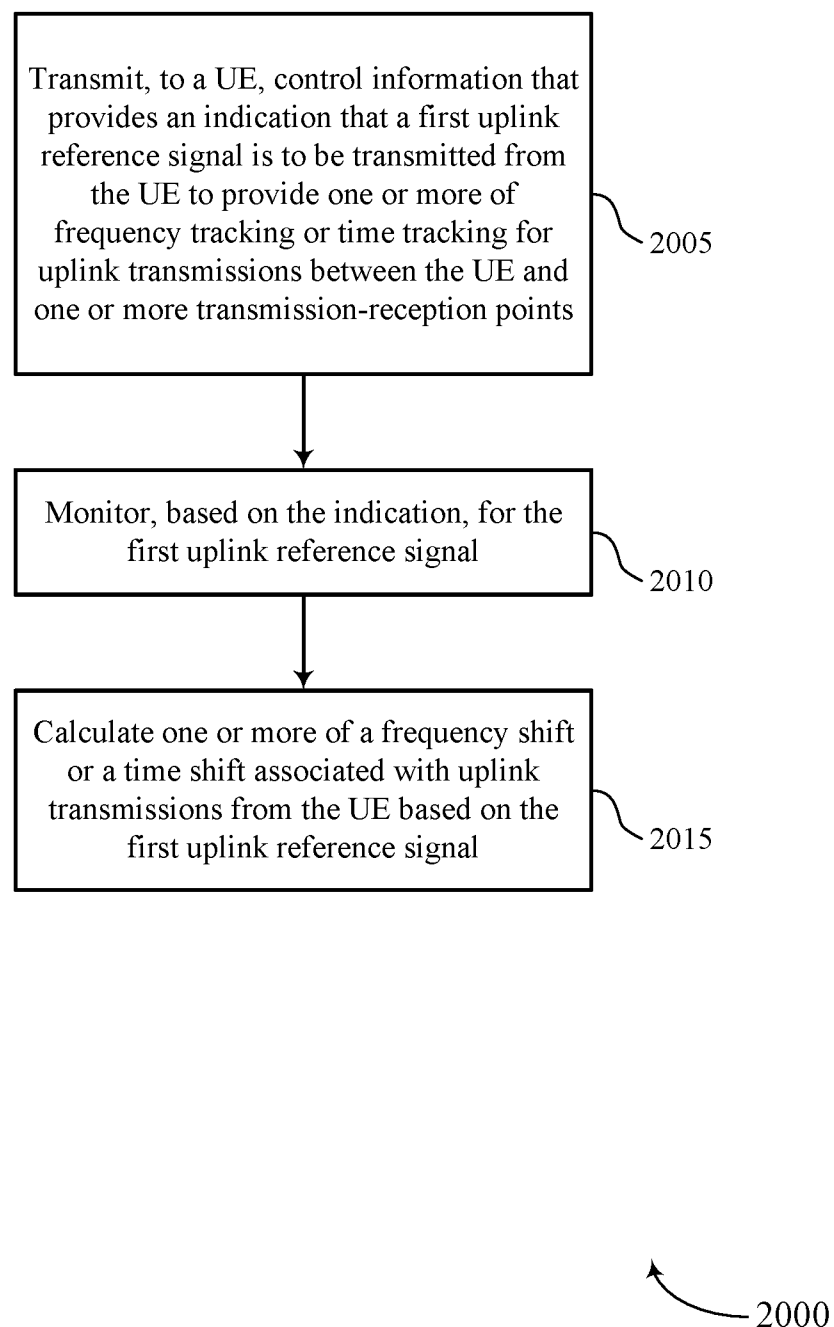 Transmit, to a UE, control information that
provides an indication that a first uplink
reference signal is to be transmitted from
the UE to provide one or more of
frequency tracking or time tracking for
uplink transmissions between the UE and
one or more transmission-reception points
2005
Monitor, based on the indication, for the
first uplink reference signal
2010
Calculate one or more of a frequency shift
or a time shift associated with uplink
transmissions from the UE based on the
first uplink reference signal
2015
2000